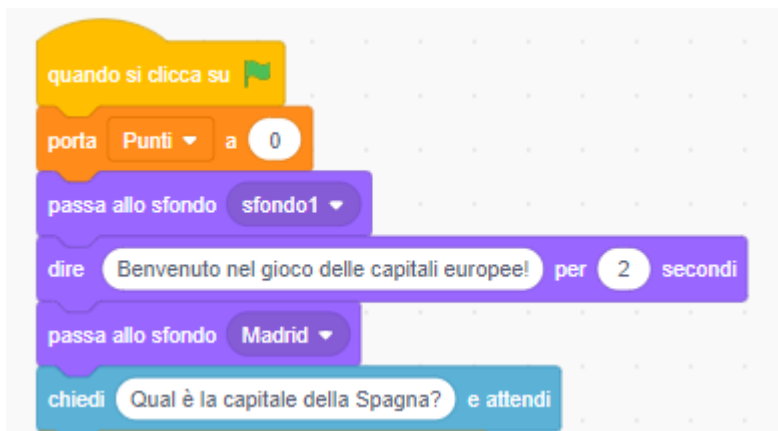 quando si clicca su
porta Punti a 0
passa allo sfondo sfondo1
dire Benvenuto nel gioco delle capitali europee! per 2 secondi
passa allo sfondo Madrid
chiedi Qual è la capitale della Spagna? e attendi